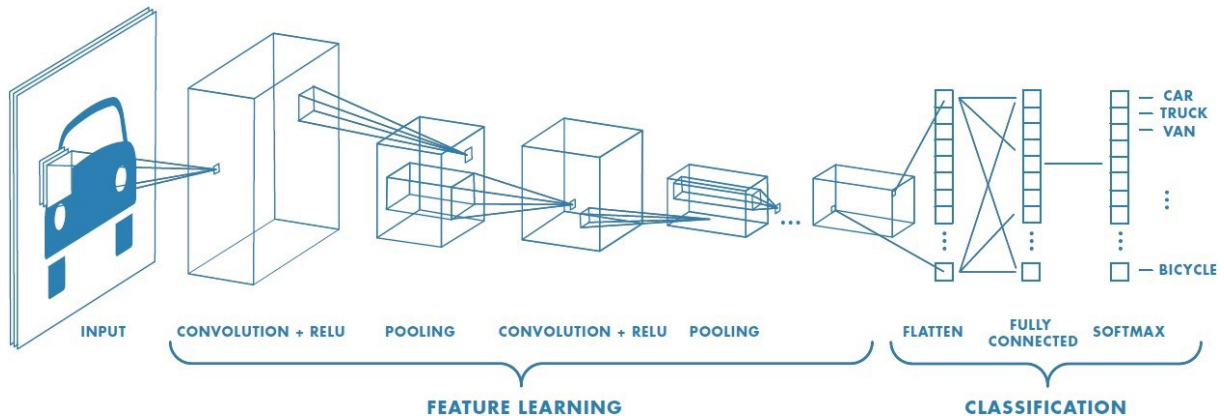 CAR
TRUCK
VAN
BICYCLE
INPUT
CONVOLUTION + RELU
POOLING
CONVOLUTION + RELU
POOLING
FLATTEN
FULLY
CONNECTED
SOFTMAX
FEATURE LEARNING
CLASSIFICATION